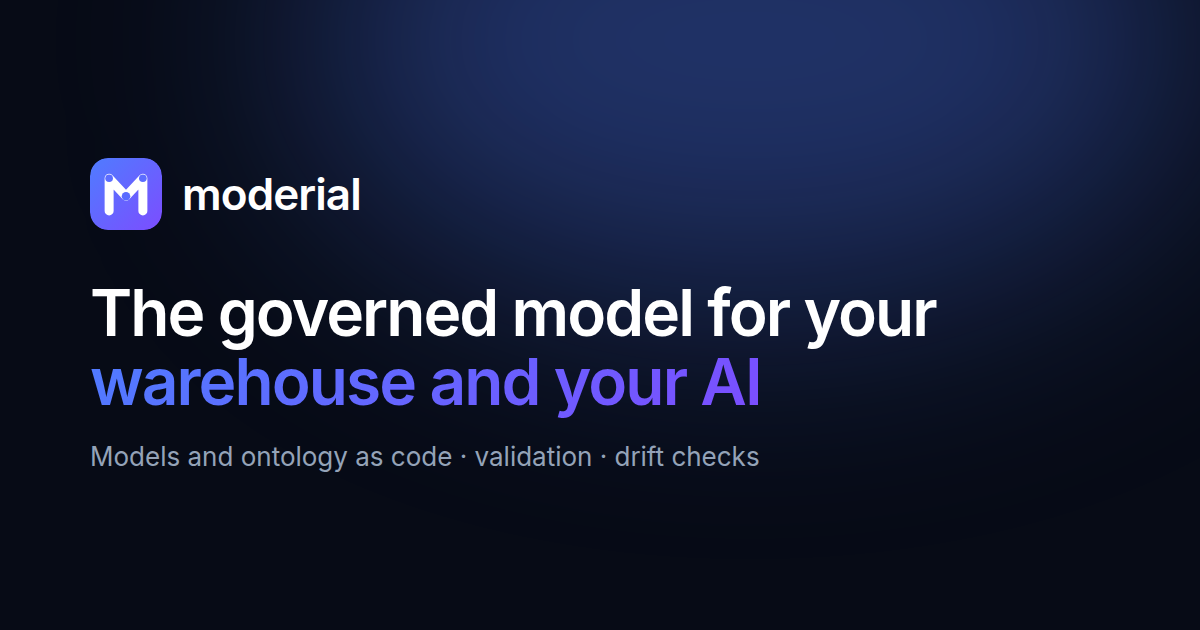 moderial
The governed model for your
warehouse and your AI
Models and ontology as code · validation · drift checks